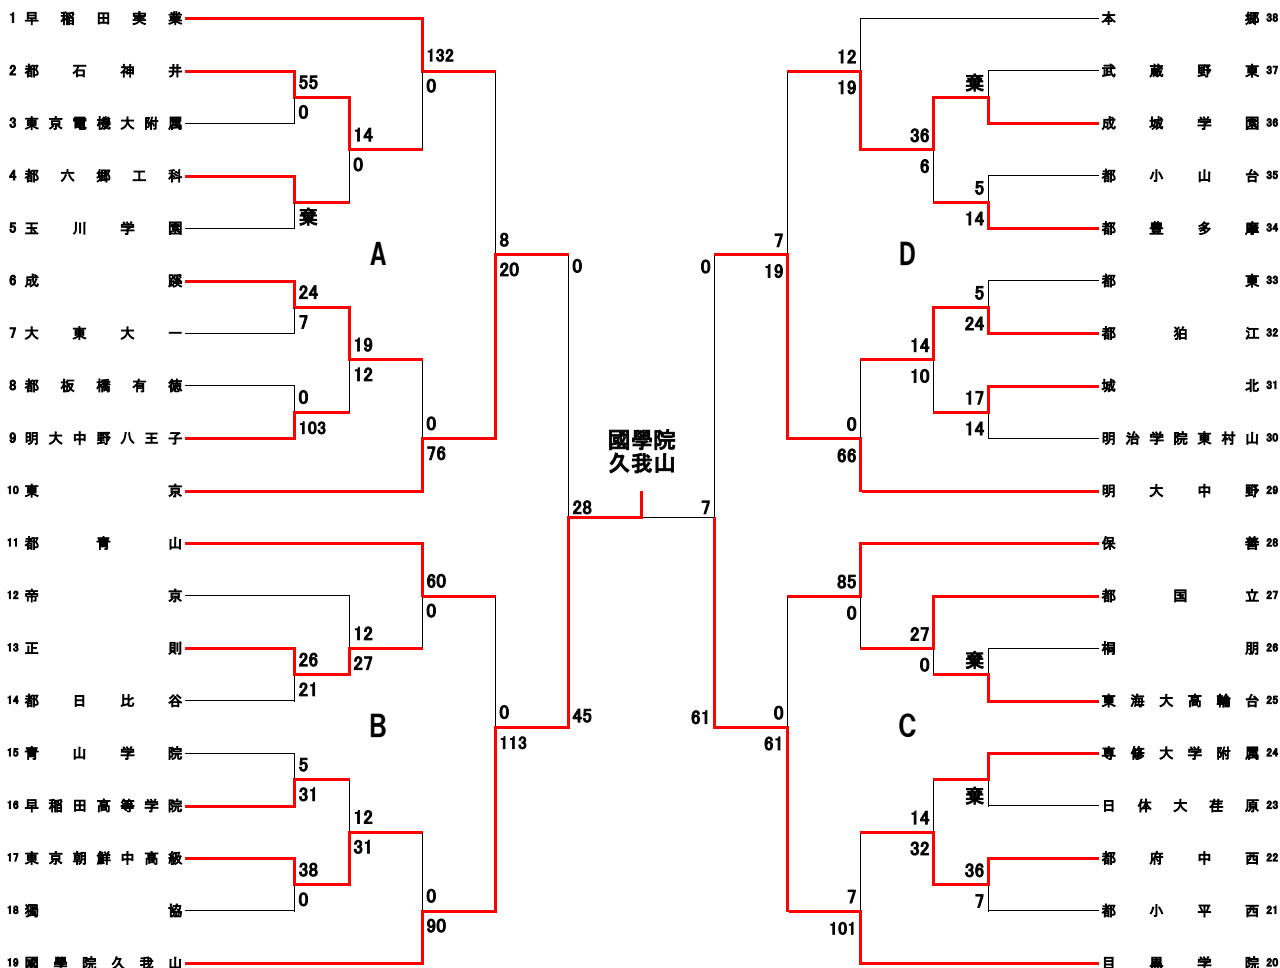 1 早稲田実業
132
0
2 都石神井
55
0
3 東京電機大附属
14
0
4 都六郷工科
棄
5 玉川学園
A
8
20
0
6 成蹊
24
7
7 大東大一
19
12
8 都板橋有徳
0
103
9 明大中野八王子
0
76
10 東京
國學院
久我山
28
7
11 都青山
60
0
12 帝京
12
27
13 正則
26
21
14 都日比谷
B
0
113
45
15 青山学院
5
31
16 早稲田高等学院
12
31
17 東京朝鮮中高級
38
0
18 獨協
0
90
19 國學院久我山
本郷 38
12
19
武蔵野東 37
棄
成城学園 36
36
6
都小山台 35
5
14
都豊多摩 34
D
7
19
0
都東 33
5
24
都狛江 32
14
10
城北 31
17
14
明治学院東村山 30
0
66
明大中野 29
保善 28
85
0
都国立 27
27
0
桐朋 26
棄
東海大高輪台 25
C
61
0
61
専修大学附属 24
棄
日体大荏原 23
14
32
都府中西 22
36
7
都小平西 21
7
101
目黒学院 20